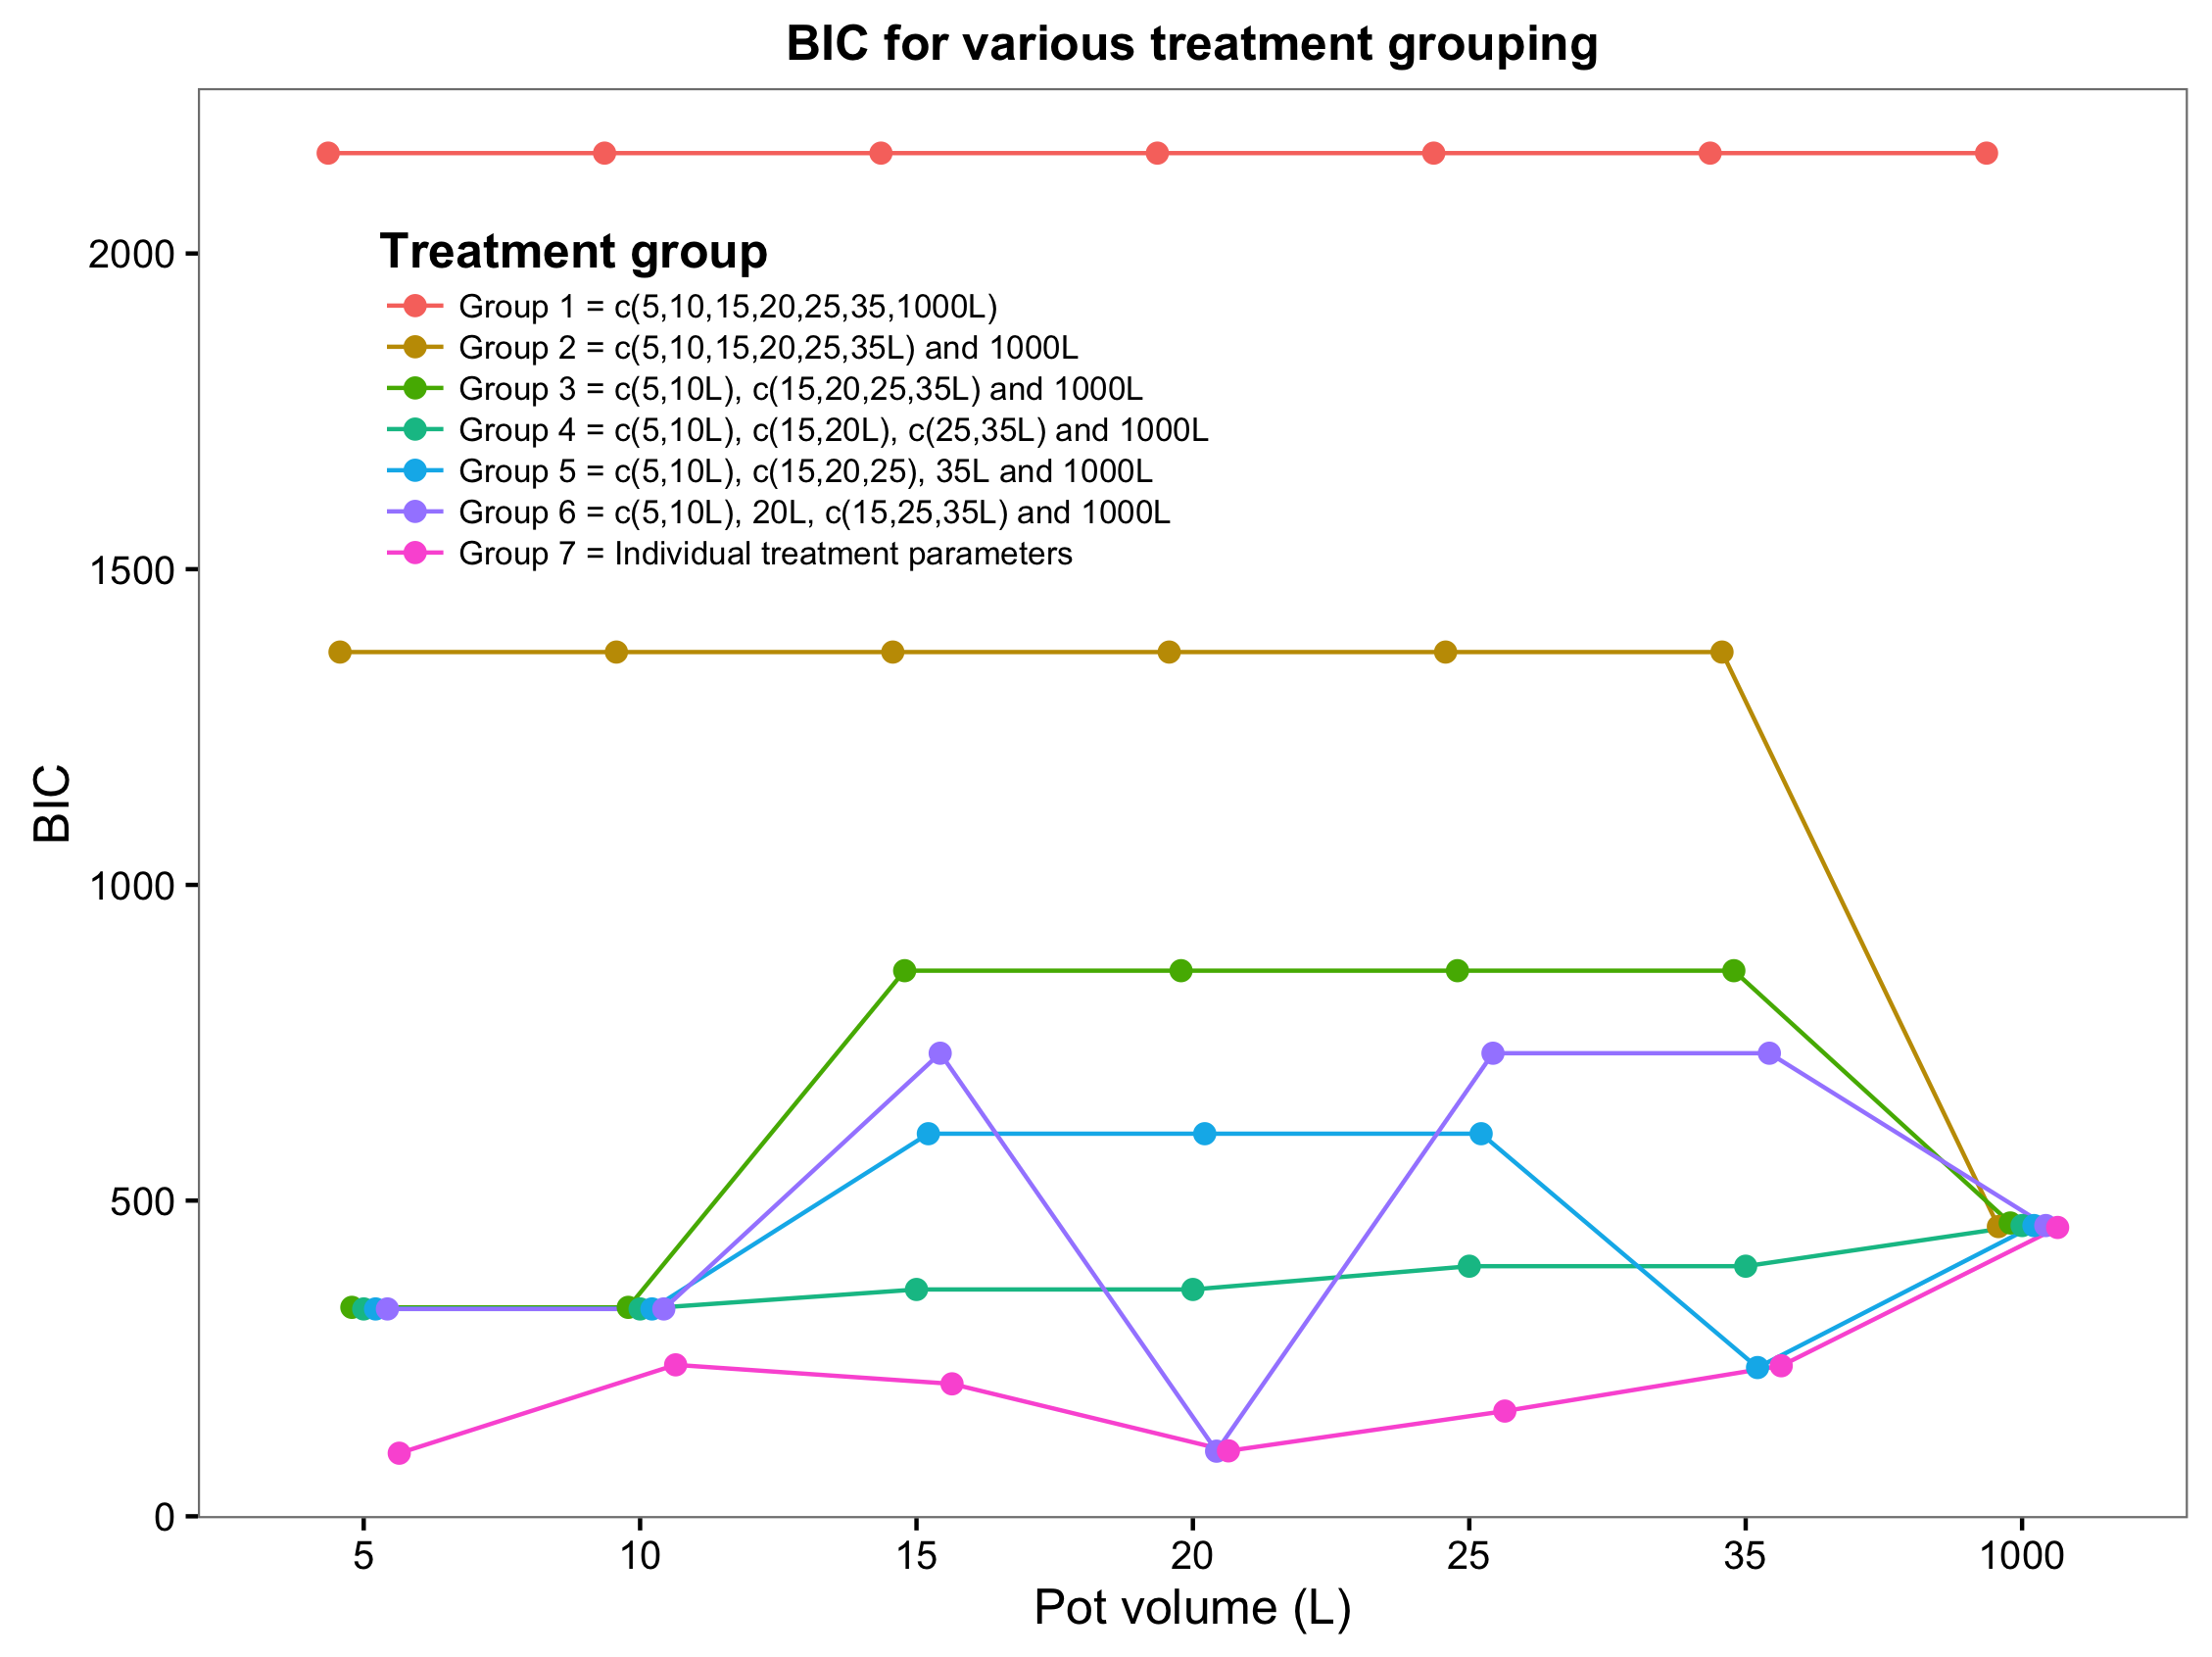 BIC for various treatment grouping
2000
1500
1000
500
0
BIC
Treatment group
Group 1 = c(5,10,15,20,25,35,1000L)
Group 2 = c(5,10,15,20,25,35L) and 1000L
Group 3 = c(5,10L), c(15,20,25,35L) and 1000L
Group 4 = c(5,10L), c(15,20L), c(25,35L) and 1000L
Group 5 = c(5,10L), c(15,20,25), 35L and 1000L
Group 6 = c(5,10L), 20L, c(15,25,35L) and 1000L
Group 7 = Individual treatment parameters
5 10 15 20 25 35 1000
Pot volume (L)